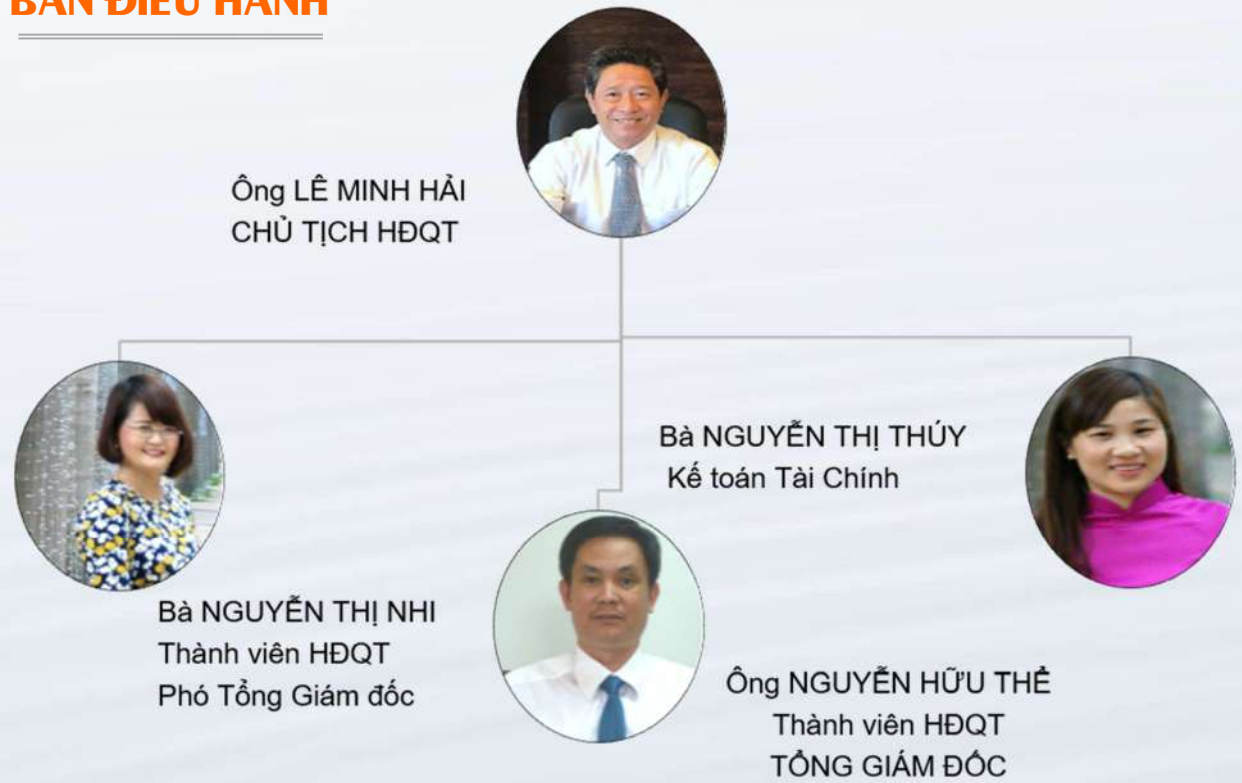 BAN ĐIỀU HÀNH
Ông LÊ MINH HẢI
CHỦ TỊCH HĐQT
Bà NGUYỄN THỊ THÚY
Kế toán Tài Chính
Bà NGUYỄN THỊ NHI
Thành viên HĐQT
Phó Tổng Giám đốc
Ông NGUYỄN HỮU THỂ
Thành viên HĐQT
TỔNG GIÁM ĐỐC